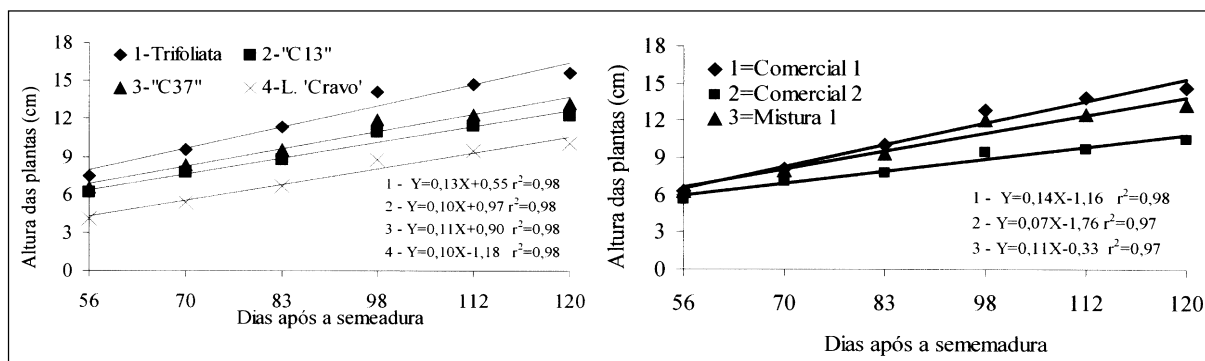 18
15
12
9
6
3
0
Altura das plantas (cm)
1-Trifoliata
2-"C13"
3-"C37"
4-L. 'Cravo'
1 - Y=0,13X+0,55 r²=0,98
2 - Y=0,10X+0,97 r²=0,98
3 - Y=0,11X+0,90 r²=0,98
4 - Y=0,10X-1,18 r²=0,98
56 70 83 98 112 120
Dias após a semeadura
18
15
12
9
6
3
0
Altura das plantas (cm)
1=Comercial 1
2=Comercial 2
3=Mistura 1
1 - Y=0,14X-1,16 r²=0,98
2 - Y=0,07X-1,76 r²=0,97
3 - Y=0,11X-0,33 r²=0,97
56 70 83 98 112 120
Dias após a sememadura